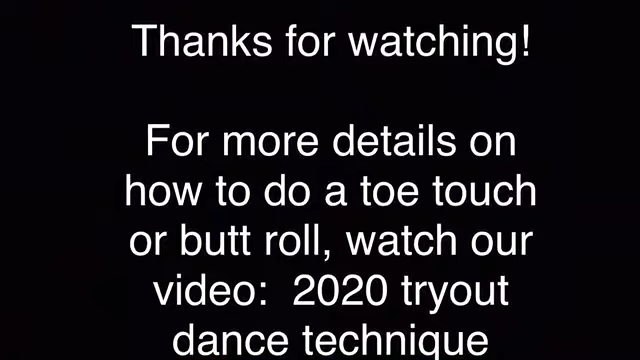 Thanks for watching!
For more details on
how to do a toe touch
or butt roll, watch our
video:  2020 tryout
dance technique